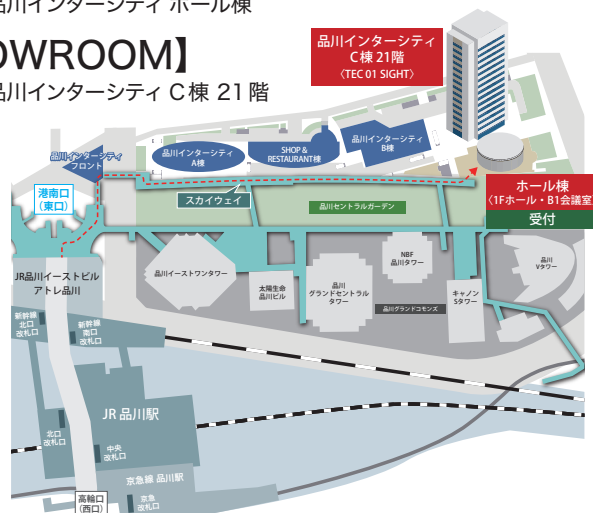 品川インターシティ ホール棟
OWROOM】
品川インターシティ C棟 21階
品川インターシティ
C棟 21階
〈TEC 01 SIGHT〉
品川インターシティ
フロント
品川インターシティ
A棟
SHOP &
RESTAURANT棟
品川インターシティ
B棟
港南口
(東口)
スカイウェイ
品川セントラルガーデン
ホール棟
〈1Fホール・B1会議室
受付
JR品川イーストビル
アトレ品川
品川イーストワンタワー
太陽生命
品川ビル
品川
グランドセントラル
タワー
NBF
品川タワー
品川グランドコモンズ
キャノン
Sタワー
品川
Vタワー
新幹線
北口
改札口
新幹線
南口
改札口
JR 品川駅
北口
改札口
中央
改札口
京急線 品川駅
高輪口
(西口)
京急
改札口